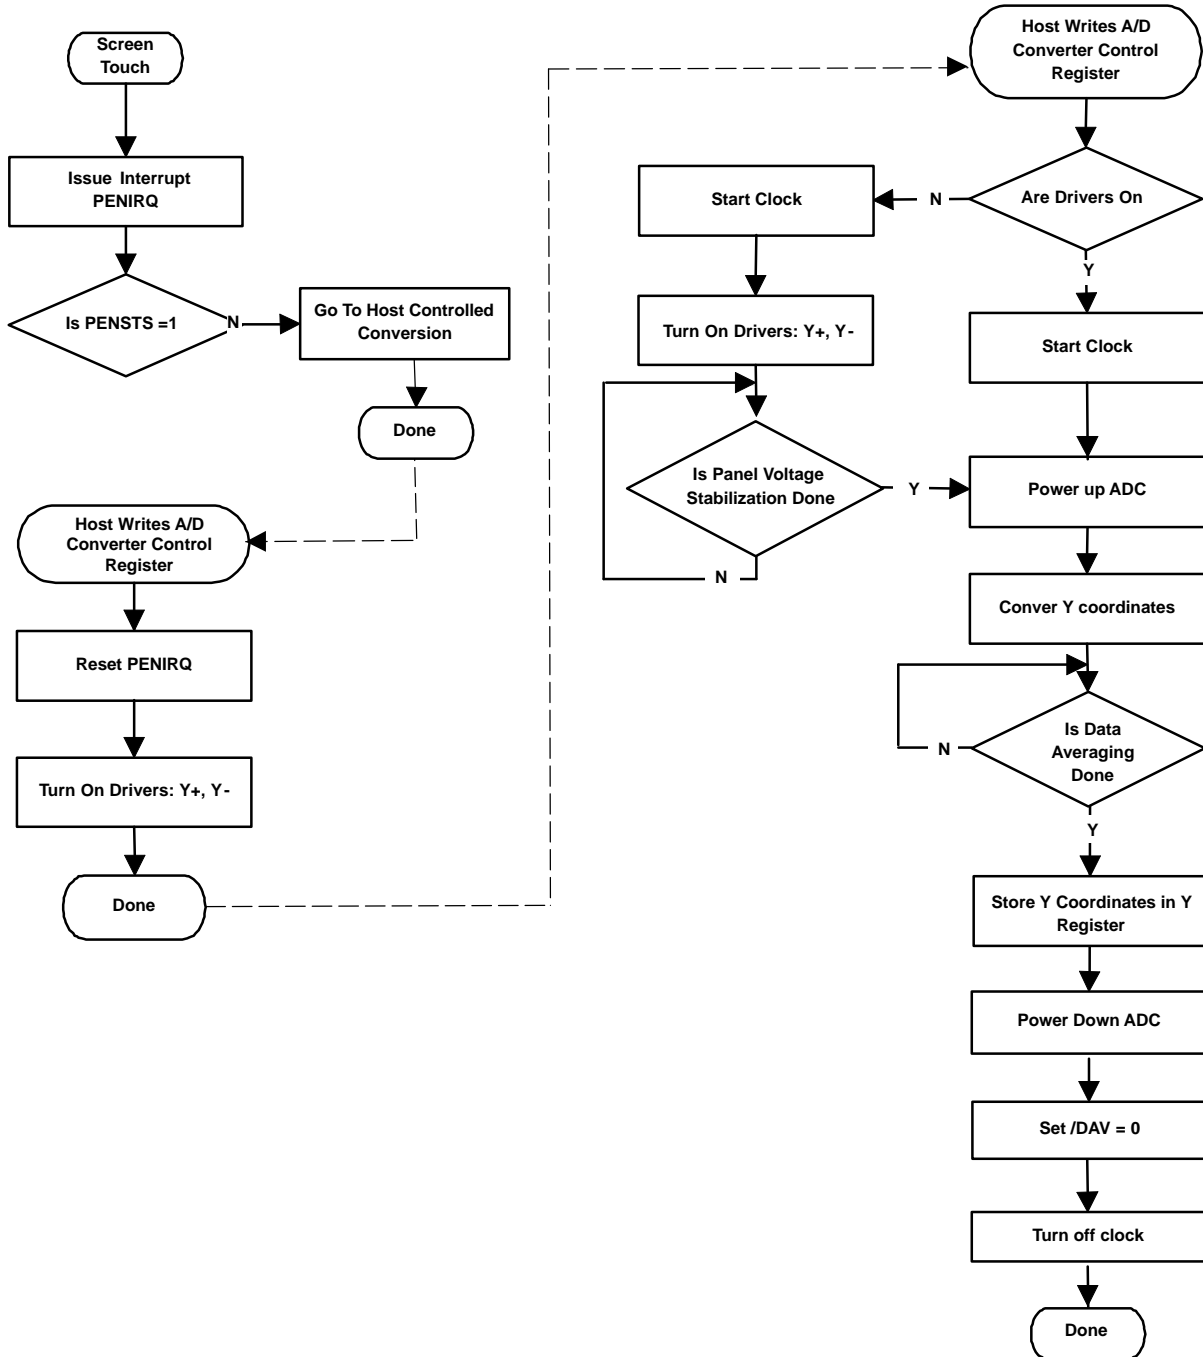 Screen
Touch
Issue Interrupt
PENIRQ
Is PENSTS =1
N
Go To Host Controlled
Conversion
Done
Host Writes A/D
Converter Control
Register
Reset PENIRQ
Turn On Drivers: Y+, Y-
Done
Host Writes A/D
Converter Control
Register
Are Drivers On
N
Y
Start Clock
Turn On Drivers: Y+, Y-
Is Panel Voltage
Stabilization Done
Y
N
Start Clock
Power up ADC
Conver Y coordinates
Is Data
Averaging
Done
N
Y
Store Y Coordinates in Y
Register
Power Down ADC
Set /DAV = 0
Turn off clock
Done